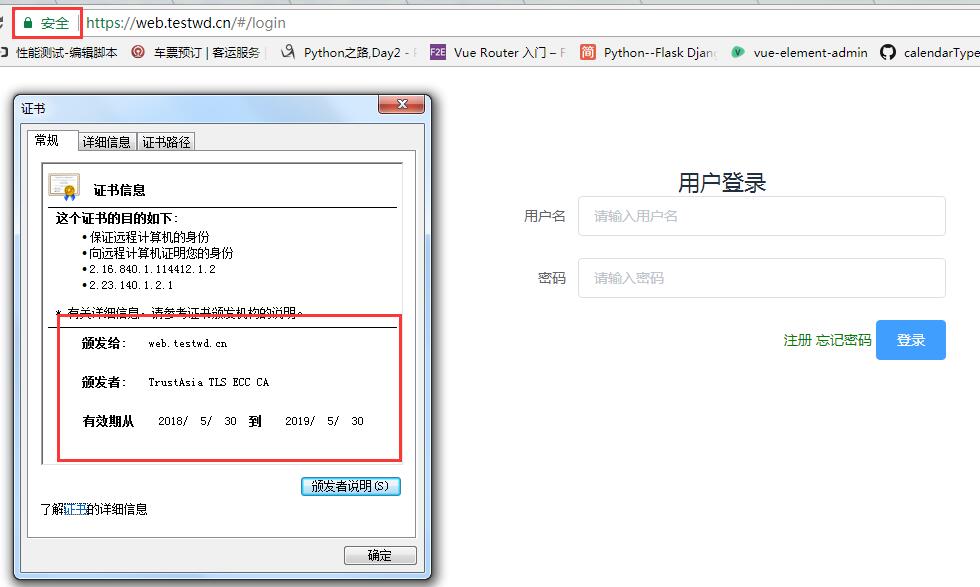 安全 https://web.testwd.cn/#/login
性能测试-编辑脚本 车票预订 | 客运服务 Python之路,Day2 - F2E Vue Router 入门 – F 简 Python--Flask Djang vue-element-admin calendarType
证书
常规 详细信息 证书路径
证书信息
这个证书的目的如下:
•保证远程计算机的身份
•向远程计算机证明您的身份
•2.16.840.1.114412.1.2
•2.23.140.1.2.1
* 有关详细信息，请参考证书颁发机构的说明。
颁发给: web.testwd.cn
颁发者: TrustAsia TLS ECC CA
有效期从 2018/ 5/ 30 到 2019/ 5/ 30
颁发者说明(S)
了解证书的详细信息
确定
用户登录
用户名 请输入用户名
密码 请输入密码
注册 忘记密码 登录